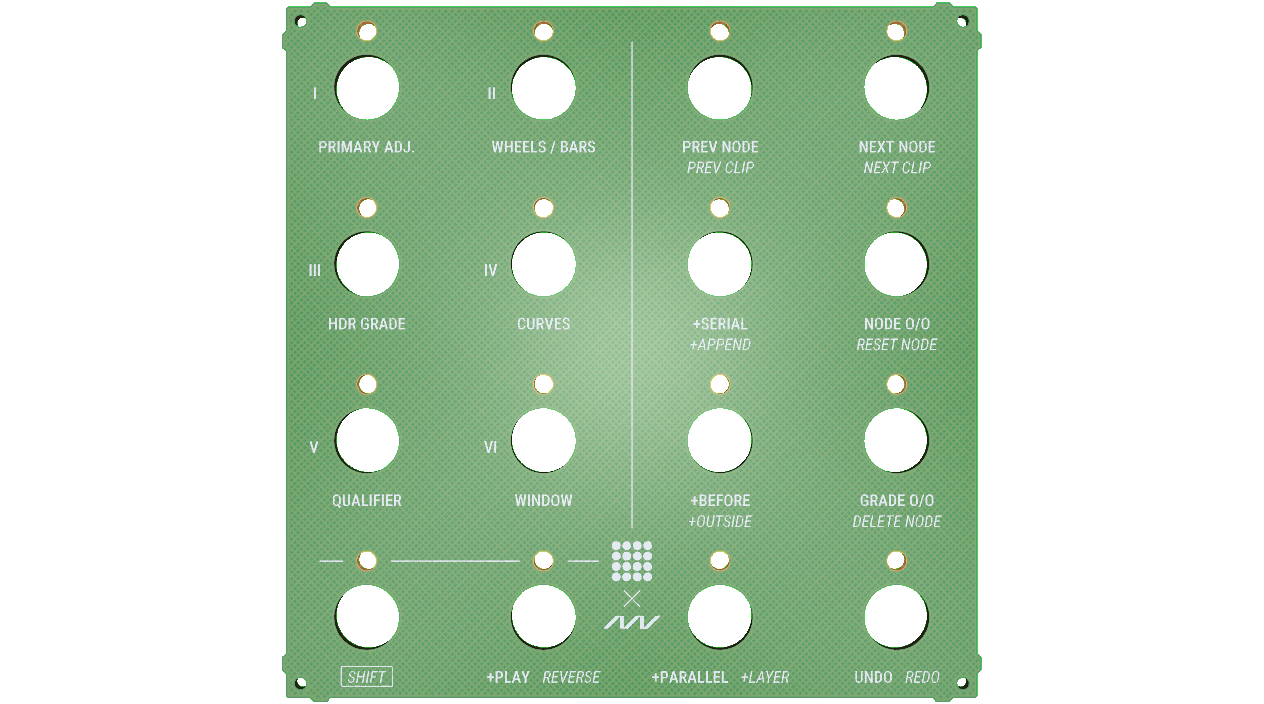 I II
PRIMARY ADJ. WHEELS / BARS PREV NODE NEXT NODE
PREV CLIP NEXT CLIP
III IV
HDR GRADE CURVES +SERIAL NODE O/O
+APPEND RESET NODE
V VI
QUALIFIER WINDOW +BEFORE GRADE O/O
+OUTSIDE DELETE NODE
SHIFT +PLAY REVERSE +PARALLEL +LAYER UNDO REDO